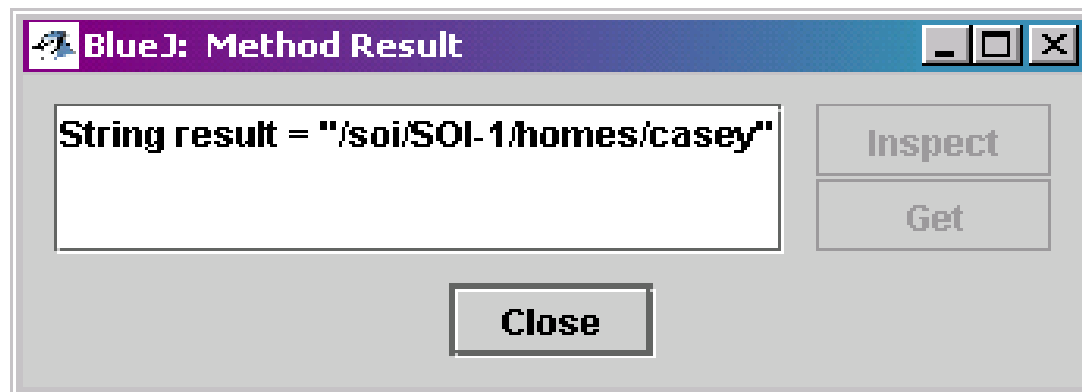 BlueJ: Method Result
String result = "/soi/SOI-1/homes/casey"
Inspect
Get
Close